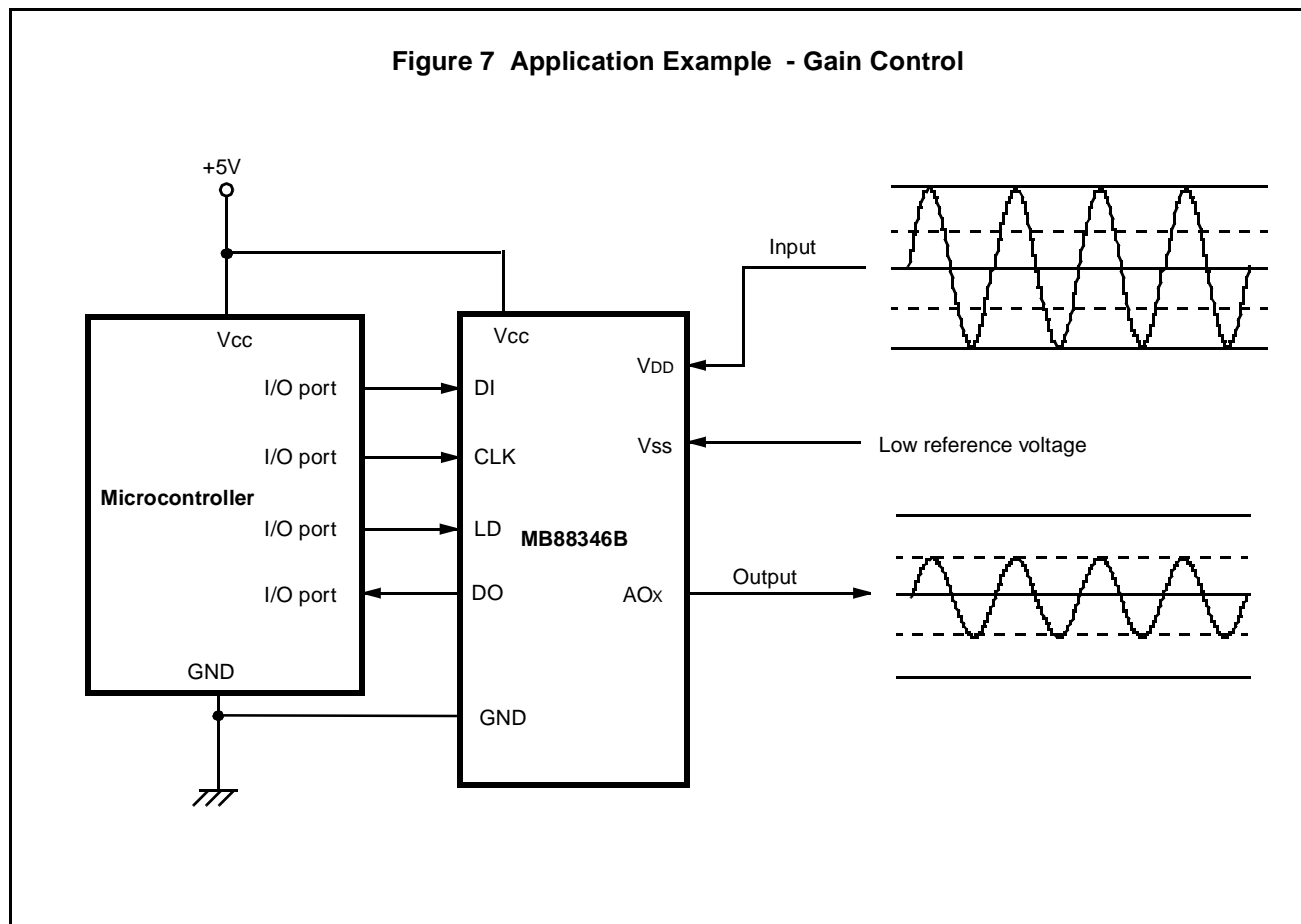 Figure 7 Application Example - Gain Control
+5V
Vcc
I/O port
I/O port
Microcontroller
I/O port
I/O port
GND
Vcc
DI
CLK
LD
DO
GND
MB88346B
VDD
Vss
AOx
Input
Low reference voltage
Output